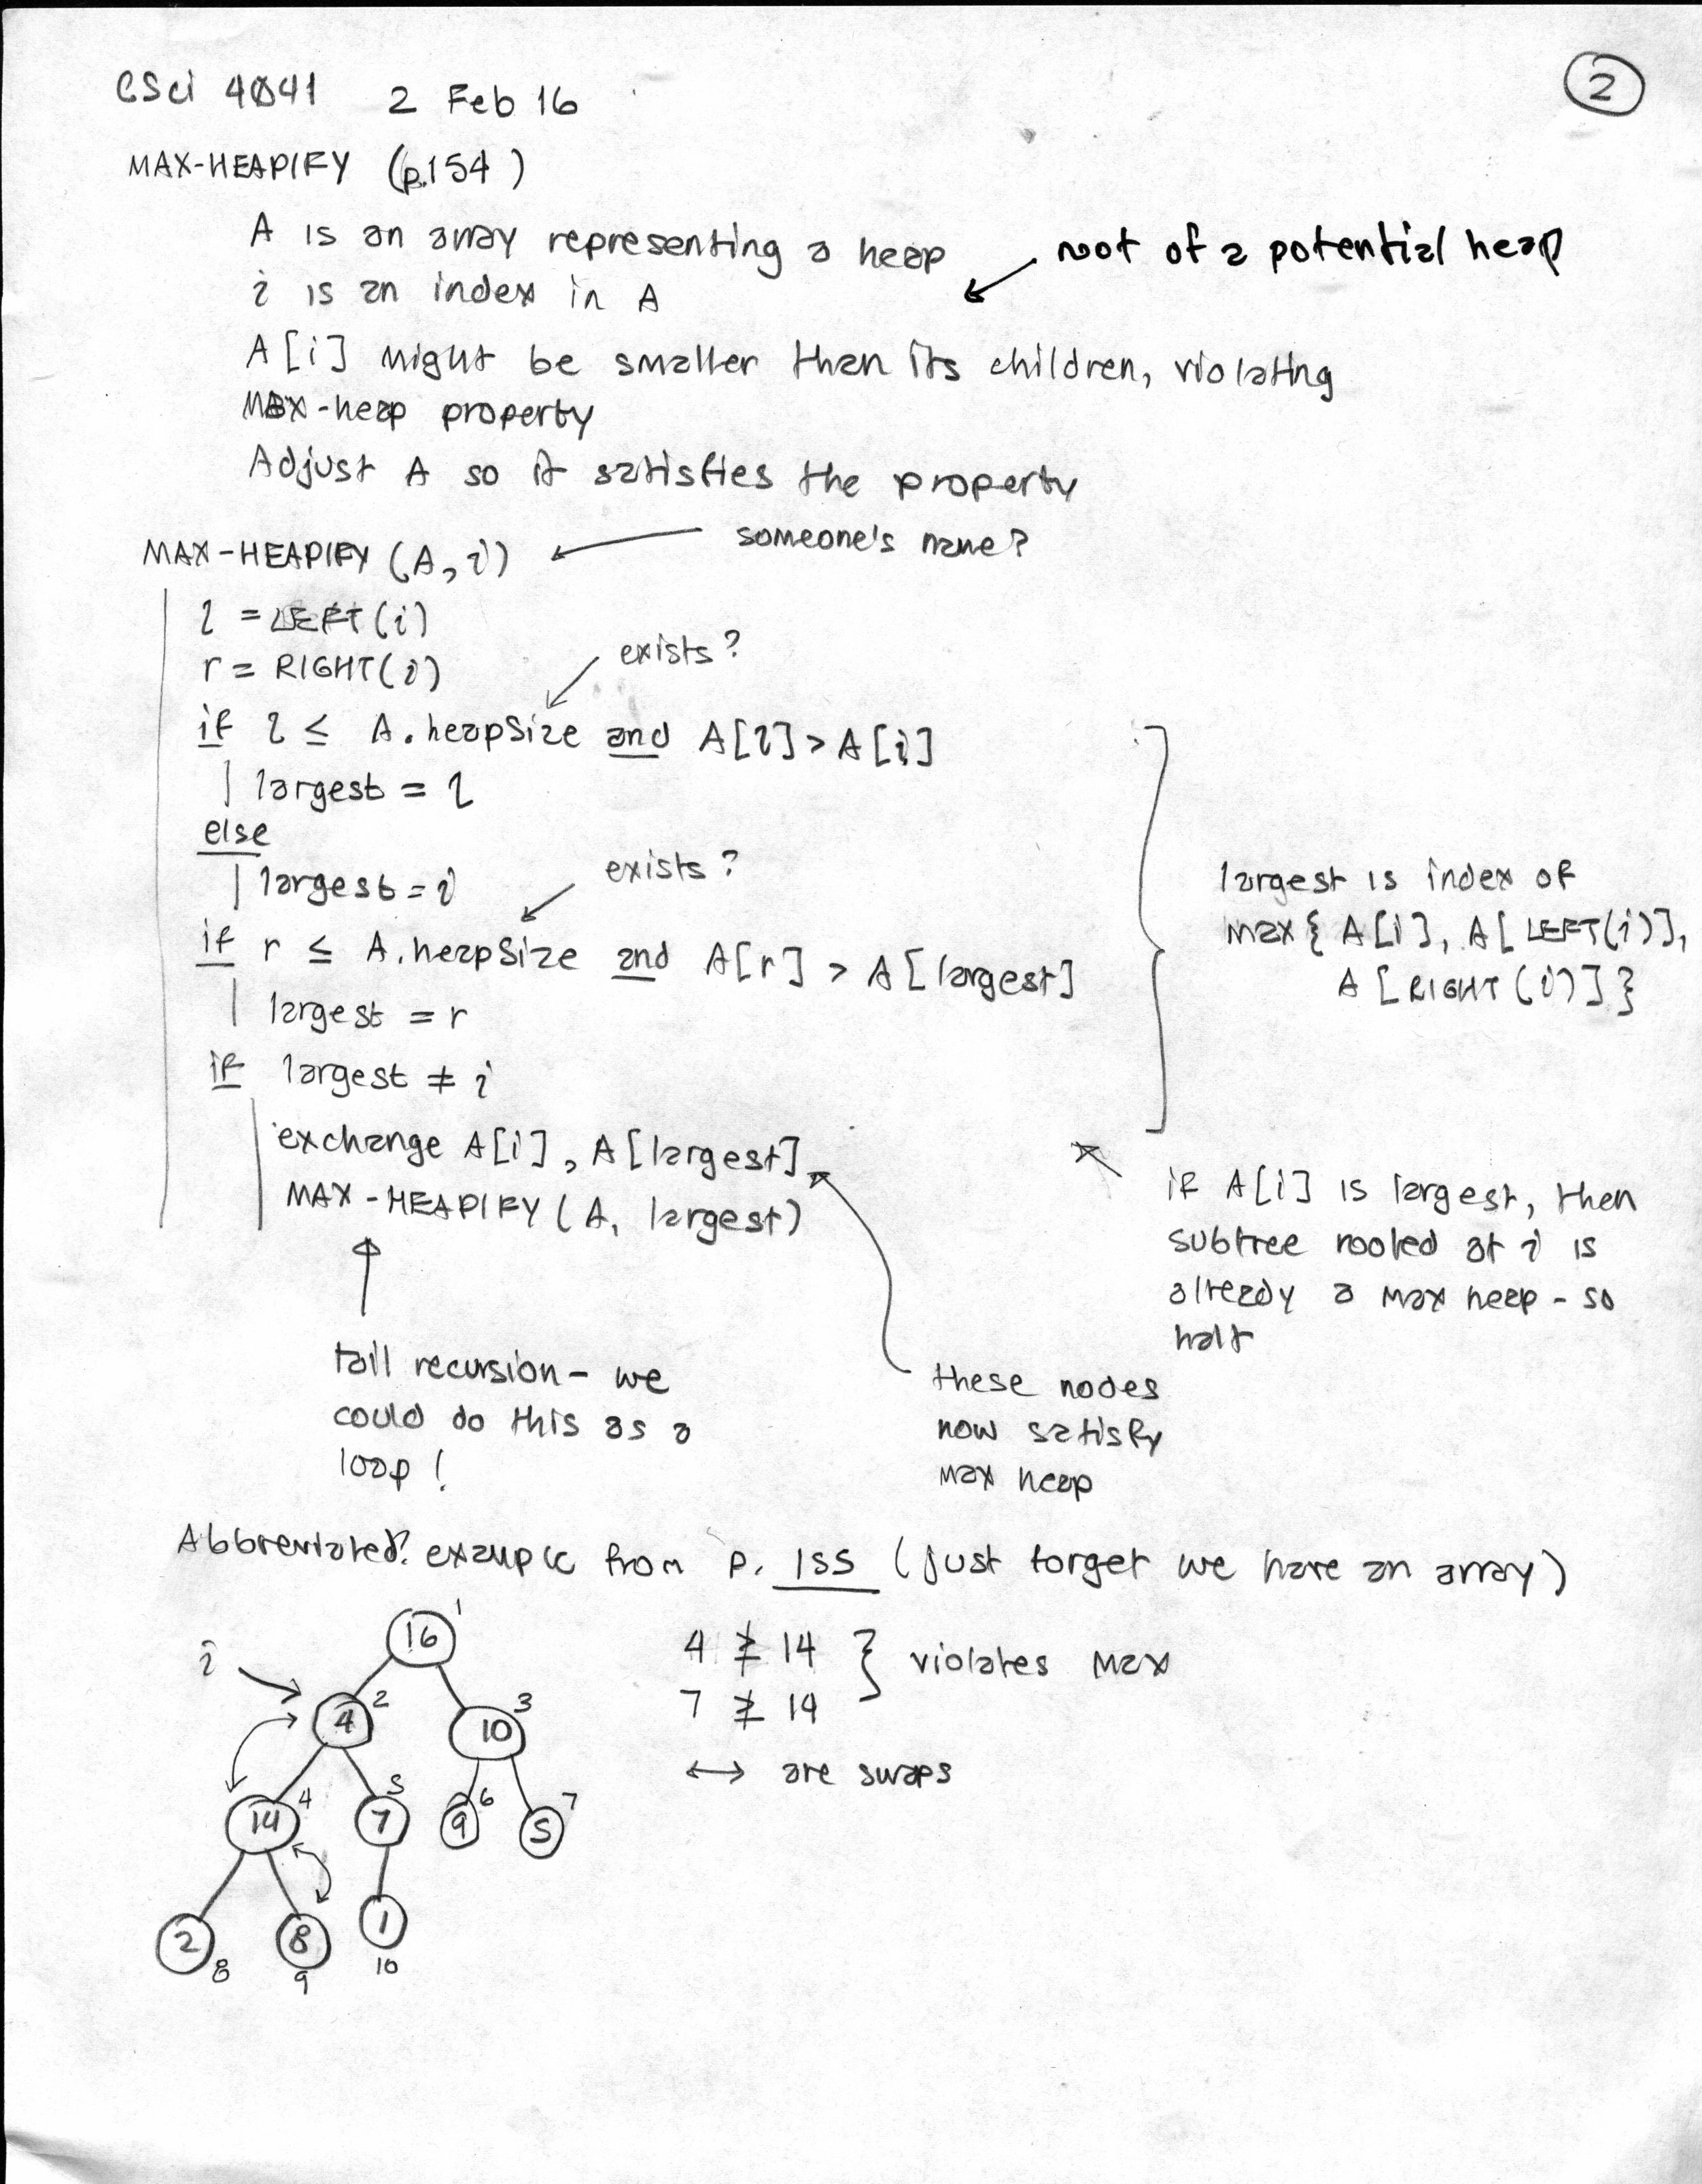 CSci 4041 2 Feb 16
2
MAX-HEAPIFY (p.154)
A is an array representing a heap
root of a potential heap
i is an index in A
A[i] might be smaller than its children, violating
max-heap property
Adjust A so it satisfies the property
MAX-HEAPIFY (A, i)
someone's name?
l = LEFT(i)
r = RIGHT(i)
exists?
if l ≤ A.heapSize and A[l] > A[i]
largest = l
else
largest = i
exists?
if r ≤ A.heapSize and A[r] > A[largest]
largest = r
if largest ≠ i
exchange A[i], A[largest]
MAX-HEAPIFY (A, largest)
largest is index of
max{ A[i], A[LEFT(i)],
A[RIGHT(i)]}
if A[i] is largest, then
subtree rooted at i is
already a max heap - so
halt
tail recursion - we
could do this as a
loop!
these nodes
now satisfy
max heap
Abbreviated? example from p. 155 (just forget we have an array)
16 1
i
4 2
10 3
14 4
7 5
9 6
5 7
2 8
8 9
1 10
4 ≱ 14
7 ≱ 14
violates max
↔ are swaps